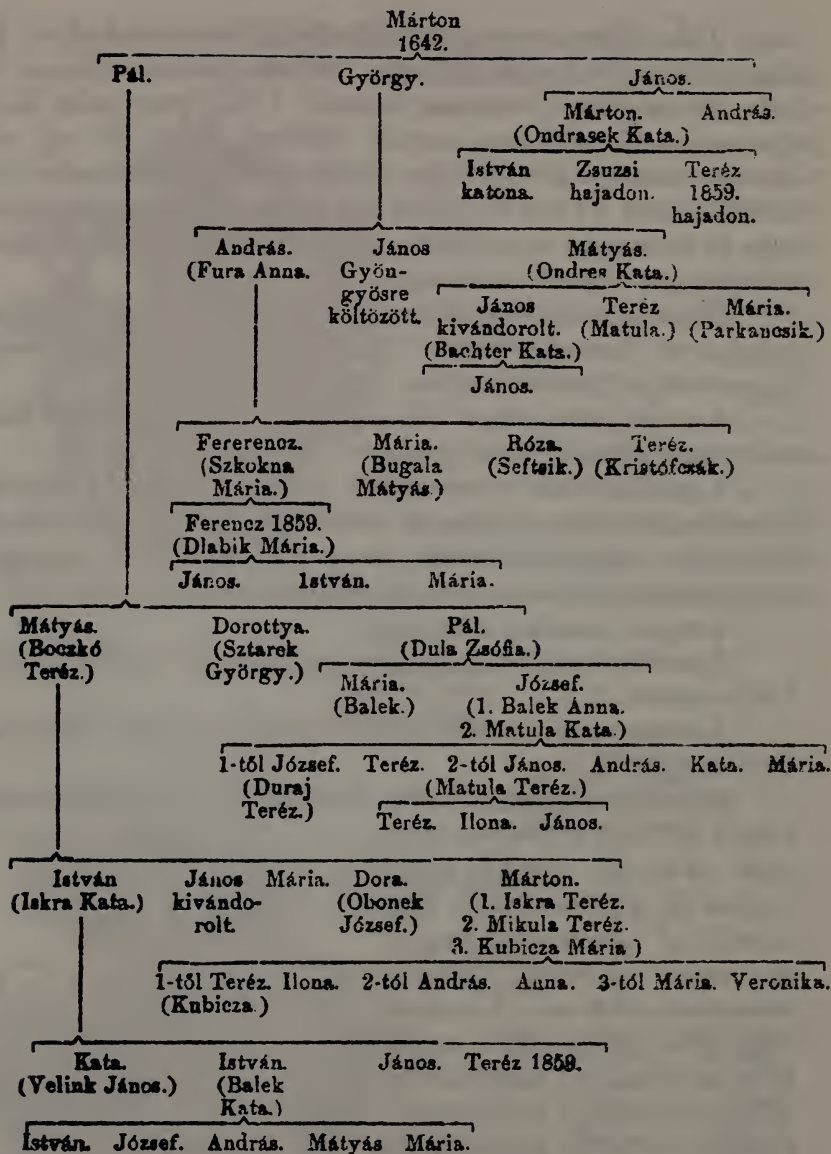 Márton
1642.
Pál. György. János.
Márton. András.
(Ondrasek Kata.)
István Zsuzsi Teréz
katona. hajadon. 1859.
hajadon.
András. János Mátyás.
(Fura Anna. Gyön- (Ondres Kata.)
gyösre
költözött.
János Teréz Mária.
kivándorolt. (Matula.) (Parkancsik.)
(Bachter Kata.)
János.
Fererencz. Mária. Róza. Teréz.
(Szkokna (Bugala (Seftsik.) (Kristófcsák.)
Mária.) Mátyás.)
Ferencz 1859.
(Dlabik Mária.)
János. István. Mária.
Mátyás. Dorottya. Pál.
(Boczkó (Sztarek (Dula Zsófia.)
Teréz.) György.)
Mária. József.
(Balek.) (1. Balek Anna.
2. Matula Kata.)
1-től József. Teréz. 2-tól János. András. Kata. Mária.
(Duraj (Matula Teréz.)
Teréz.)
Teréz. Ilona. János.
István János Mária. Dora. Márton.
(Iskra Kata.) kivándo- (Obonek (1. Iskra Teréz.
rolt. József.) 2. Mikula Teréz.
3. Kubicza Mária )
1-től Teréz. Ilona. 2-tól András. Anna. 3-tól Mária. Veronika.
(Kubicza.)
Kata. István. János. Teréz 1859.
(Velink János.) (Balek
Kata.)
István. József. András. Mátyás Mária.